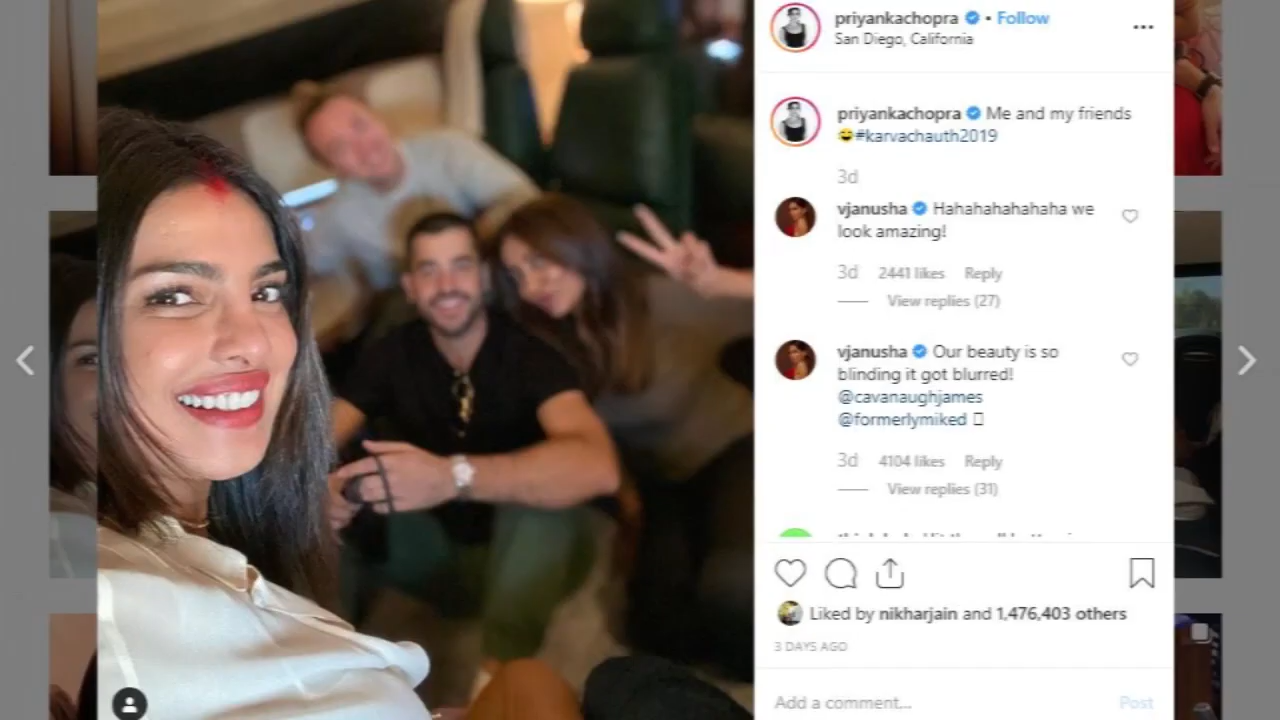 priyankachopra • Follow
San Diego, California
priyankachopra Me and my friends
😂#karvachauth2019
3d
vjanusha Hahahahahahaha we
look amazing!
3d 2441 likes Reply
View replies (27)
vjanusha Our beauty is so
blinding it got blurred!
@cavanaughjames
@formerlymiked
3d 4104 likes Reply
View replies (31)
Liked by nikharjain and 1,476,403 others
3 DAYS AGO
Add a comment... Post